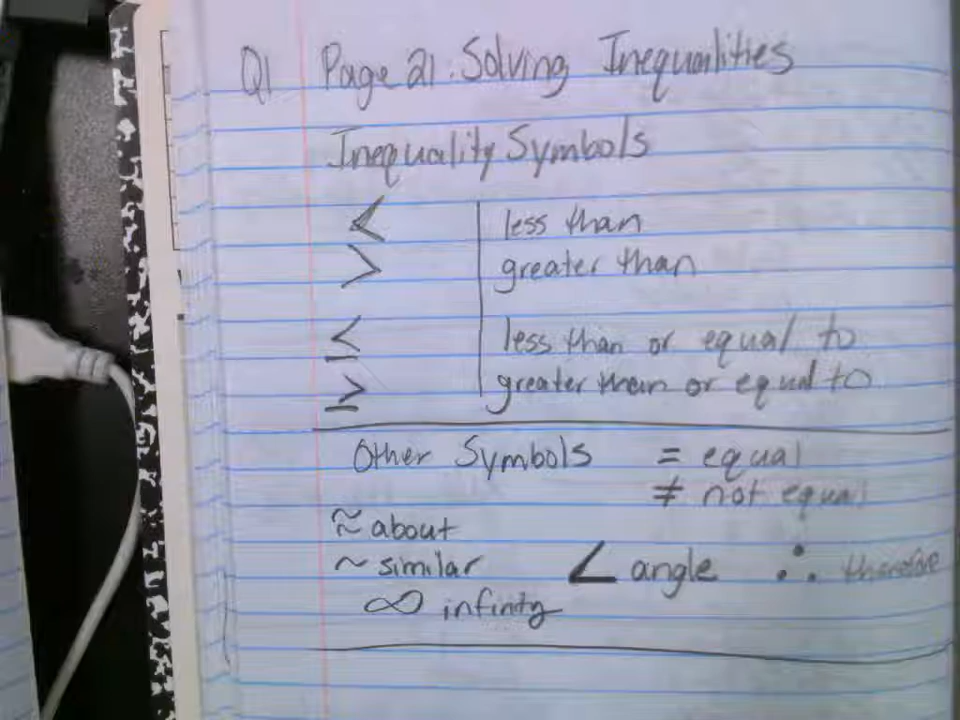 Q1 Page 21: Solving Inequalities
Inequality Symbols
< less than
> greater than
≤ less than or equal to
≥ greater than or equal to
Other Symbols = equal
≠ not equal
≈ about
~ similar ∠ angle ∴ therefore
∞ infinity